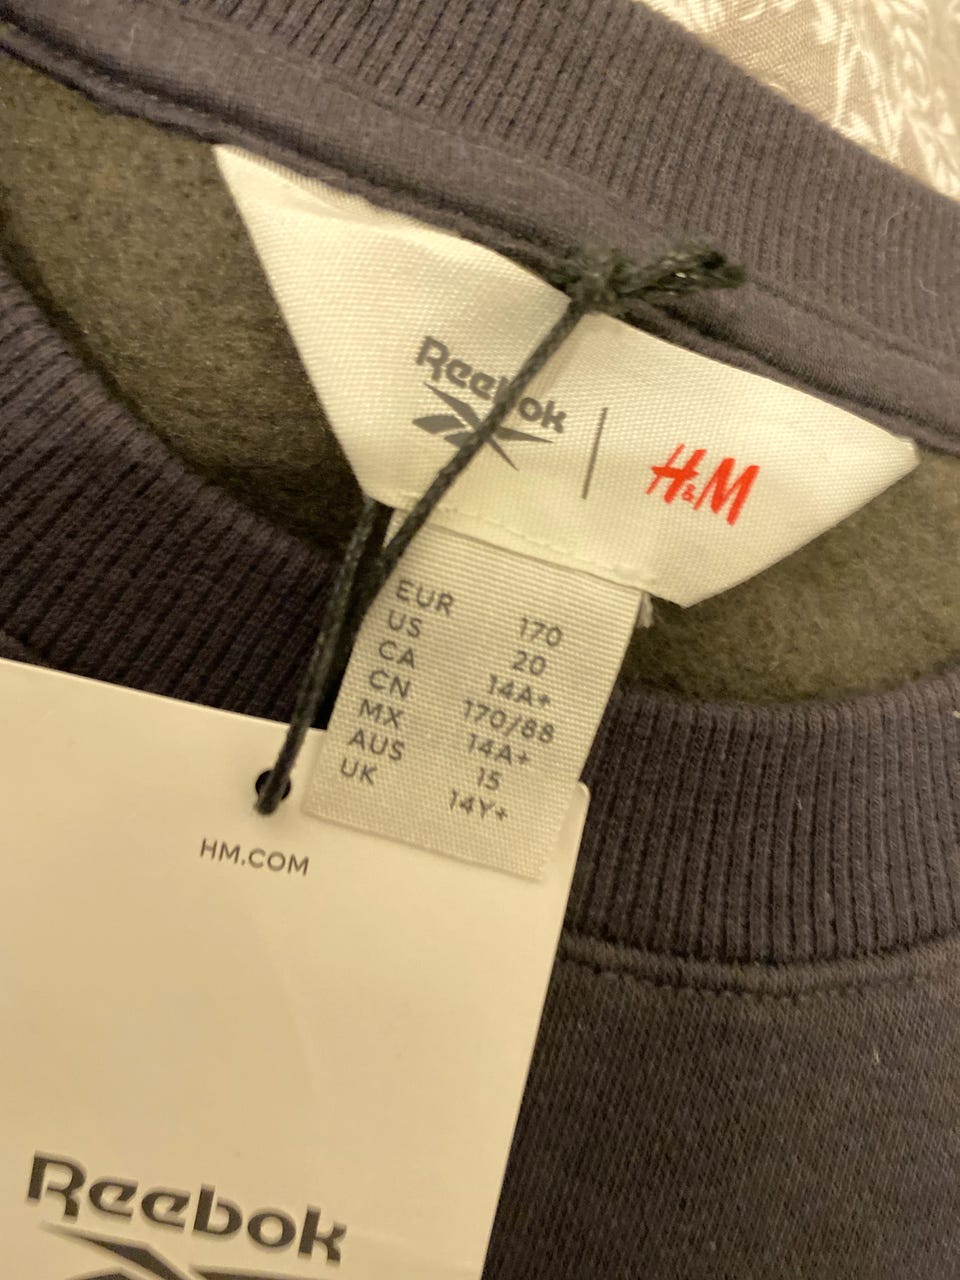 Reebok | H&M
EUR 170
US 20
CA 14A+
CN 170/88
MX 14A+
AUS 15
UK 14Y+
HM.COM
Reebok